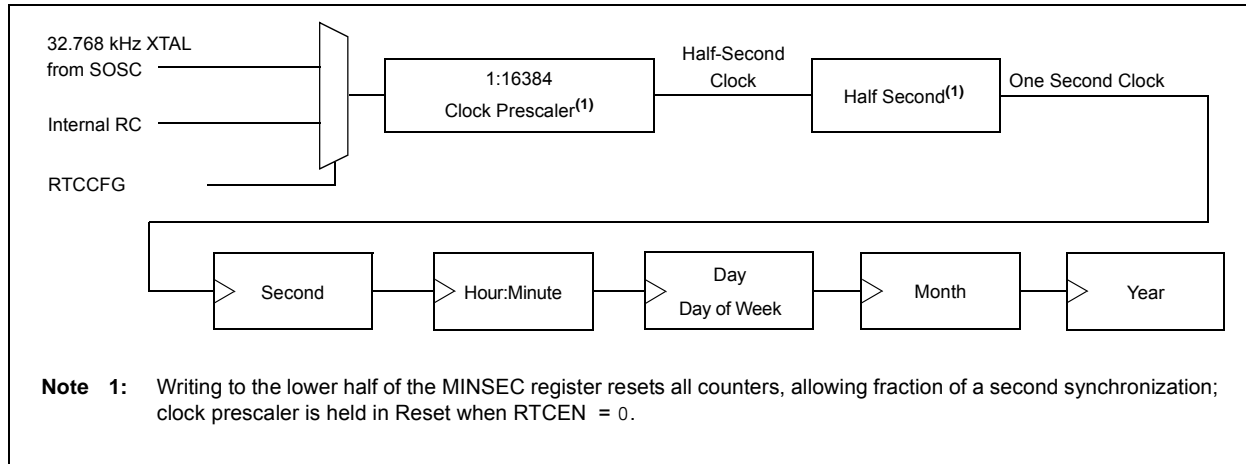 32.768 kHz XTAL
from SOSC
Internal RC
RTCCFG
1:16384
Clock Prescaler(1)
Half-Second
Clock
Half Second(1)
One Second Clock
Second
Hour:Minute
Day
Day of Week
Month
Year
Note 1: Writing to the lower half of the MINSEC register resets all counters, allowing fraction of a second synchronization;
clock prescaler is held in Reset when RTCEN = 0.